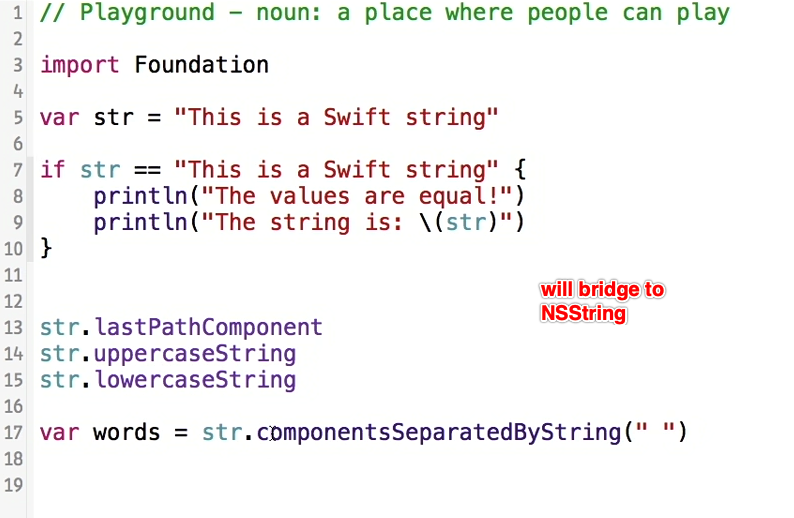 1 // Playground – noun: a place where people can play
2
3 import Foundation
4
5 var str = "This is a Swift string"
6
7 if str == "This is a Swift string" {
8     println("The values are equal!")
9     println("The string is: \(str)")
10 }
11
12
will bridge to
NSString
13 str.lastPathComponent
14 str.uppercaseString
15 str.lowercaseString
16
17 var words = str.componentsSeparatedByString(" ")
18
19